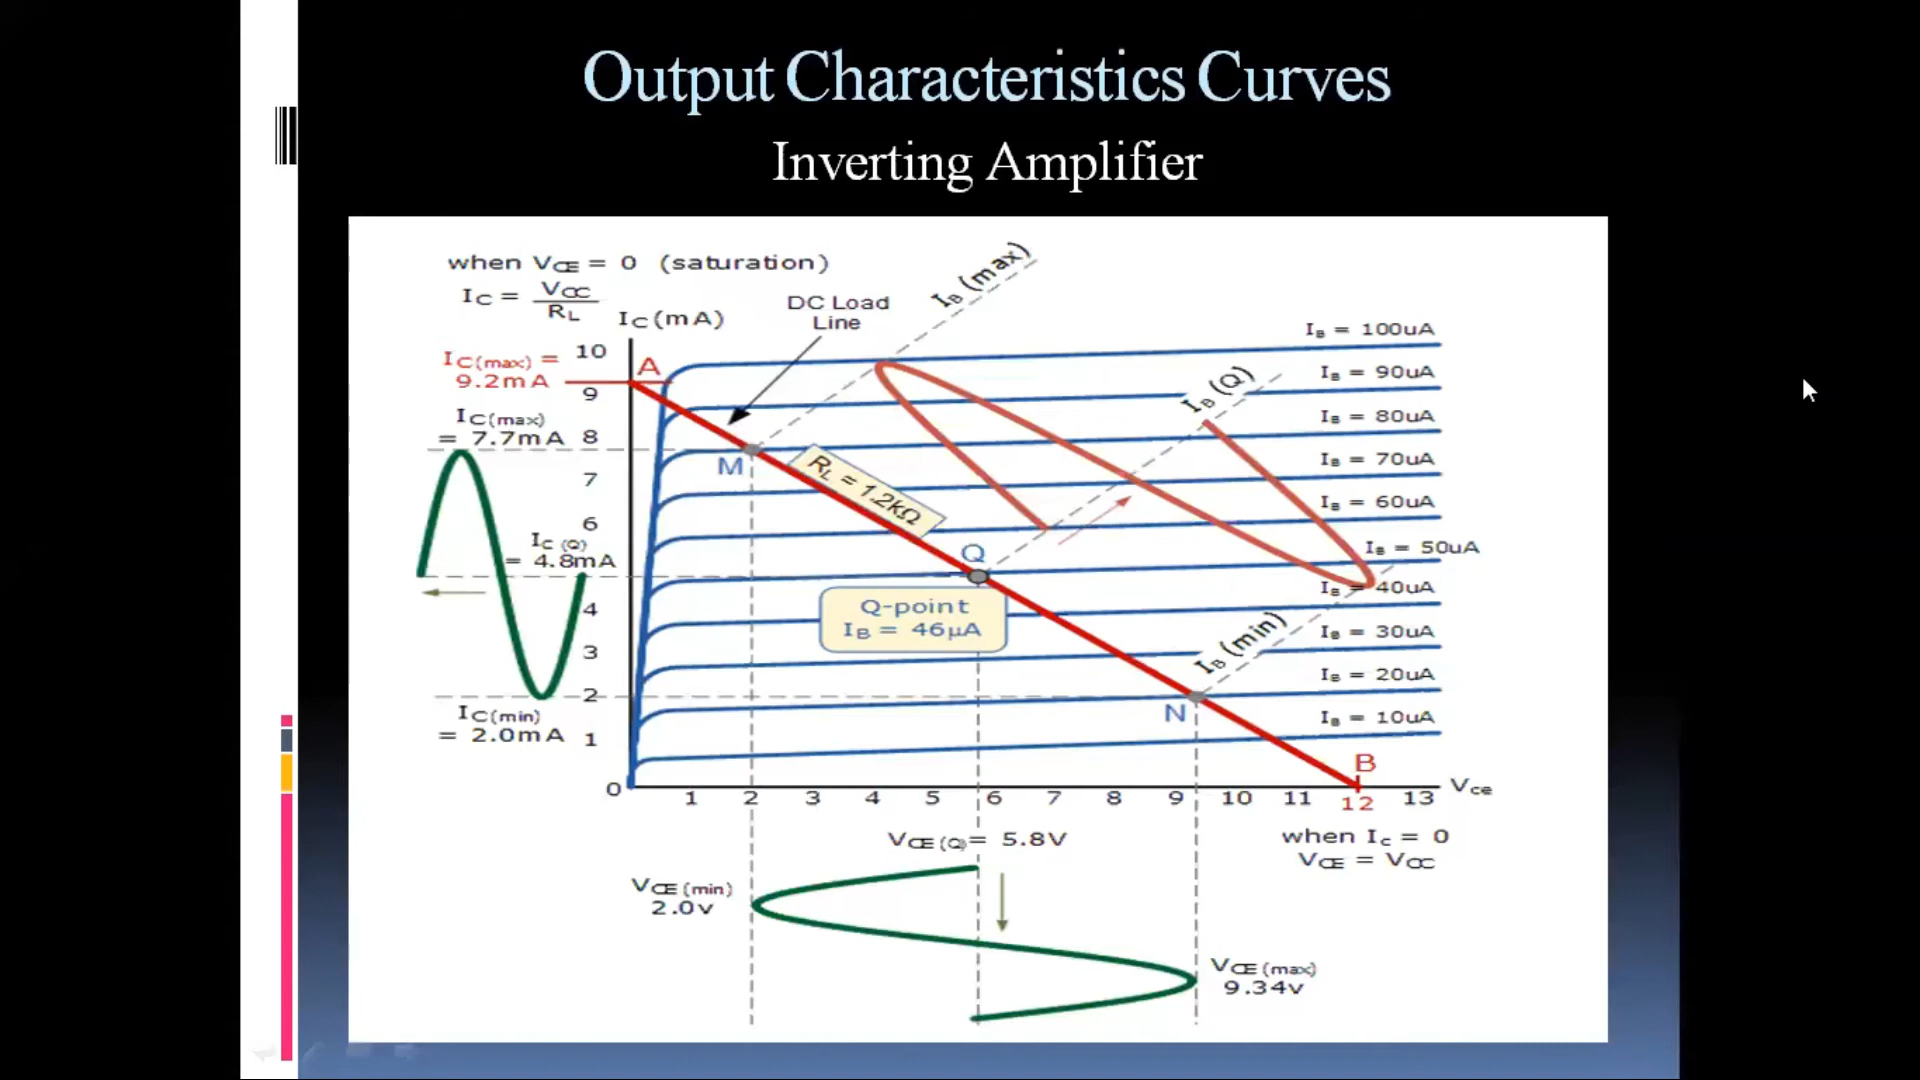 Output Characteristics Curves
Inverting Amplifier
when VCE = 0 (saturation)
IC = VCC / RL
IC (mA)
DC Load
Line
IB (max)
IB = 100uA
IC(max) =
9.2mA
10
A
9
IB (Q)
IB = 90uA
IC(max)
= 7.7mA
8
IB = 80uA
M
7
RL = 1.2kΩ
IB = 70uA
IB = 60uA
6
IC (Q)
= 4.8mA
Q
IB = 50uA
Q-point
IB = 46μA
IB = 40uA
4
3
IB (min)
IB = 30uA
2
IB = 20uA
IC(min)
= 2.0mA
1
N
IB = 10uA
B
0
1 2 3 4 5 6 7 8 9 10 11 12 13
Vce
VCE (Q) = 5.8V
when Ic = 0
VCE = VCC
VCE (min)
2.0v
VCE (max)
9.34v